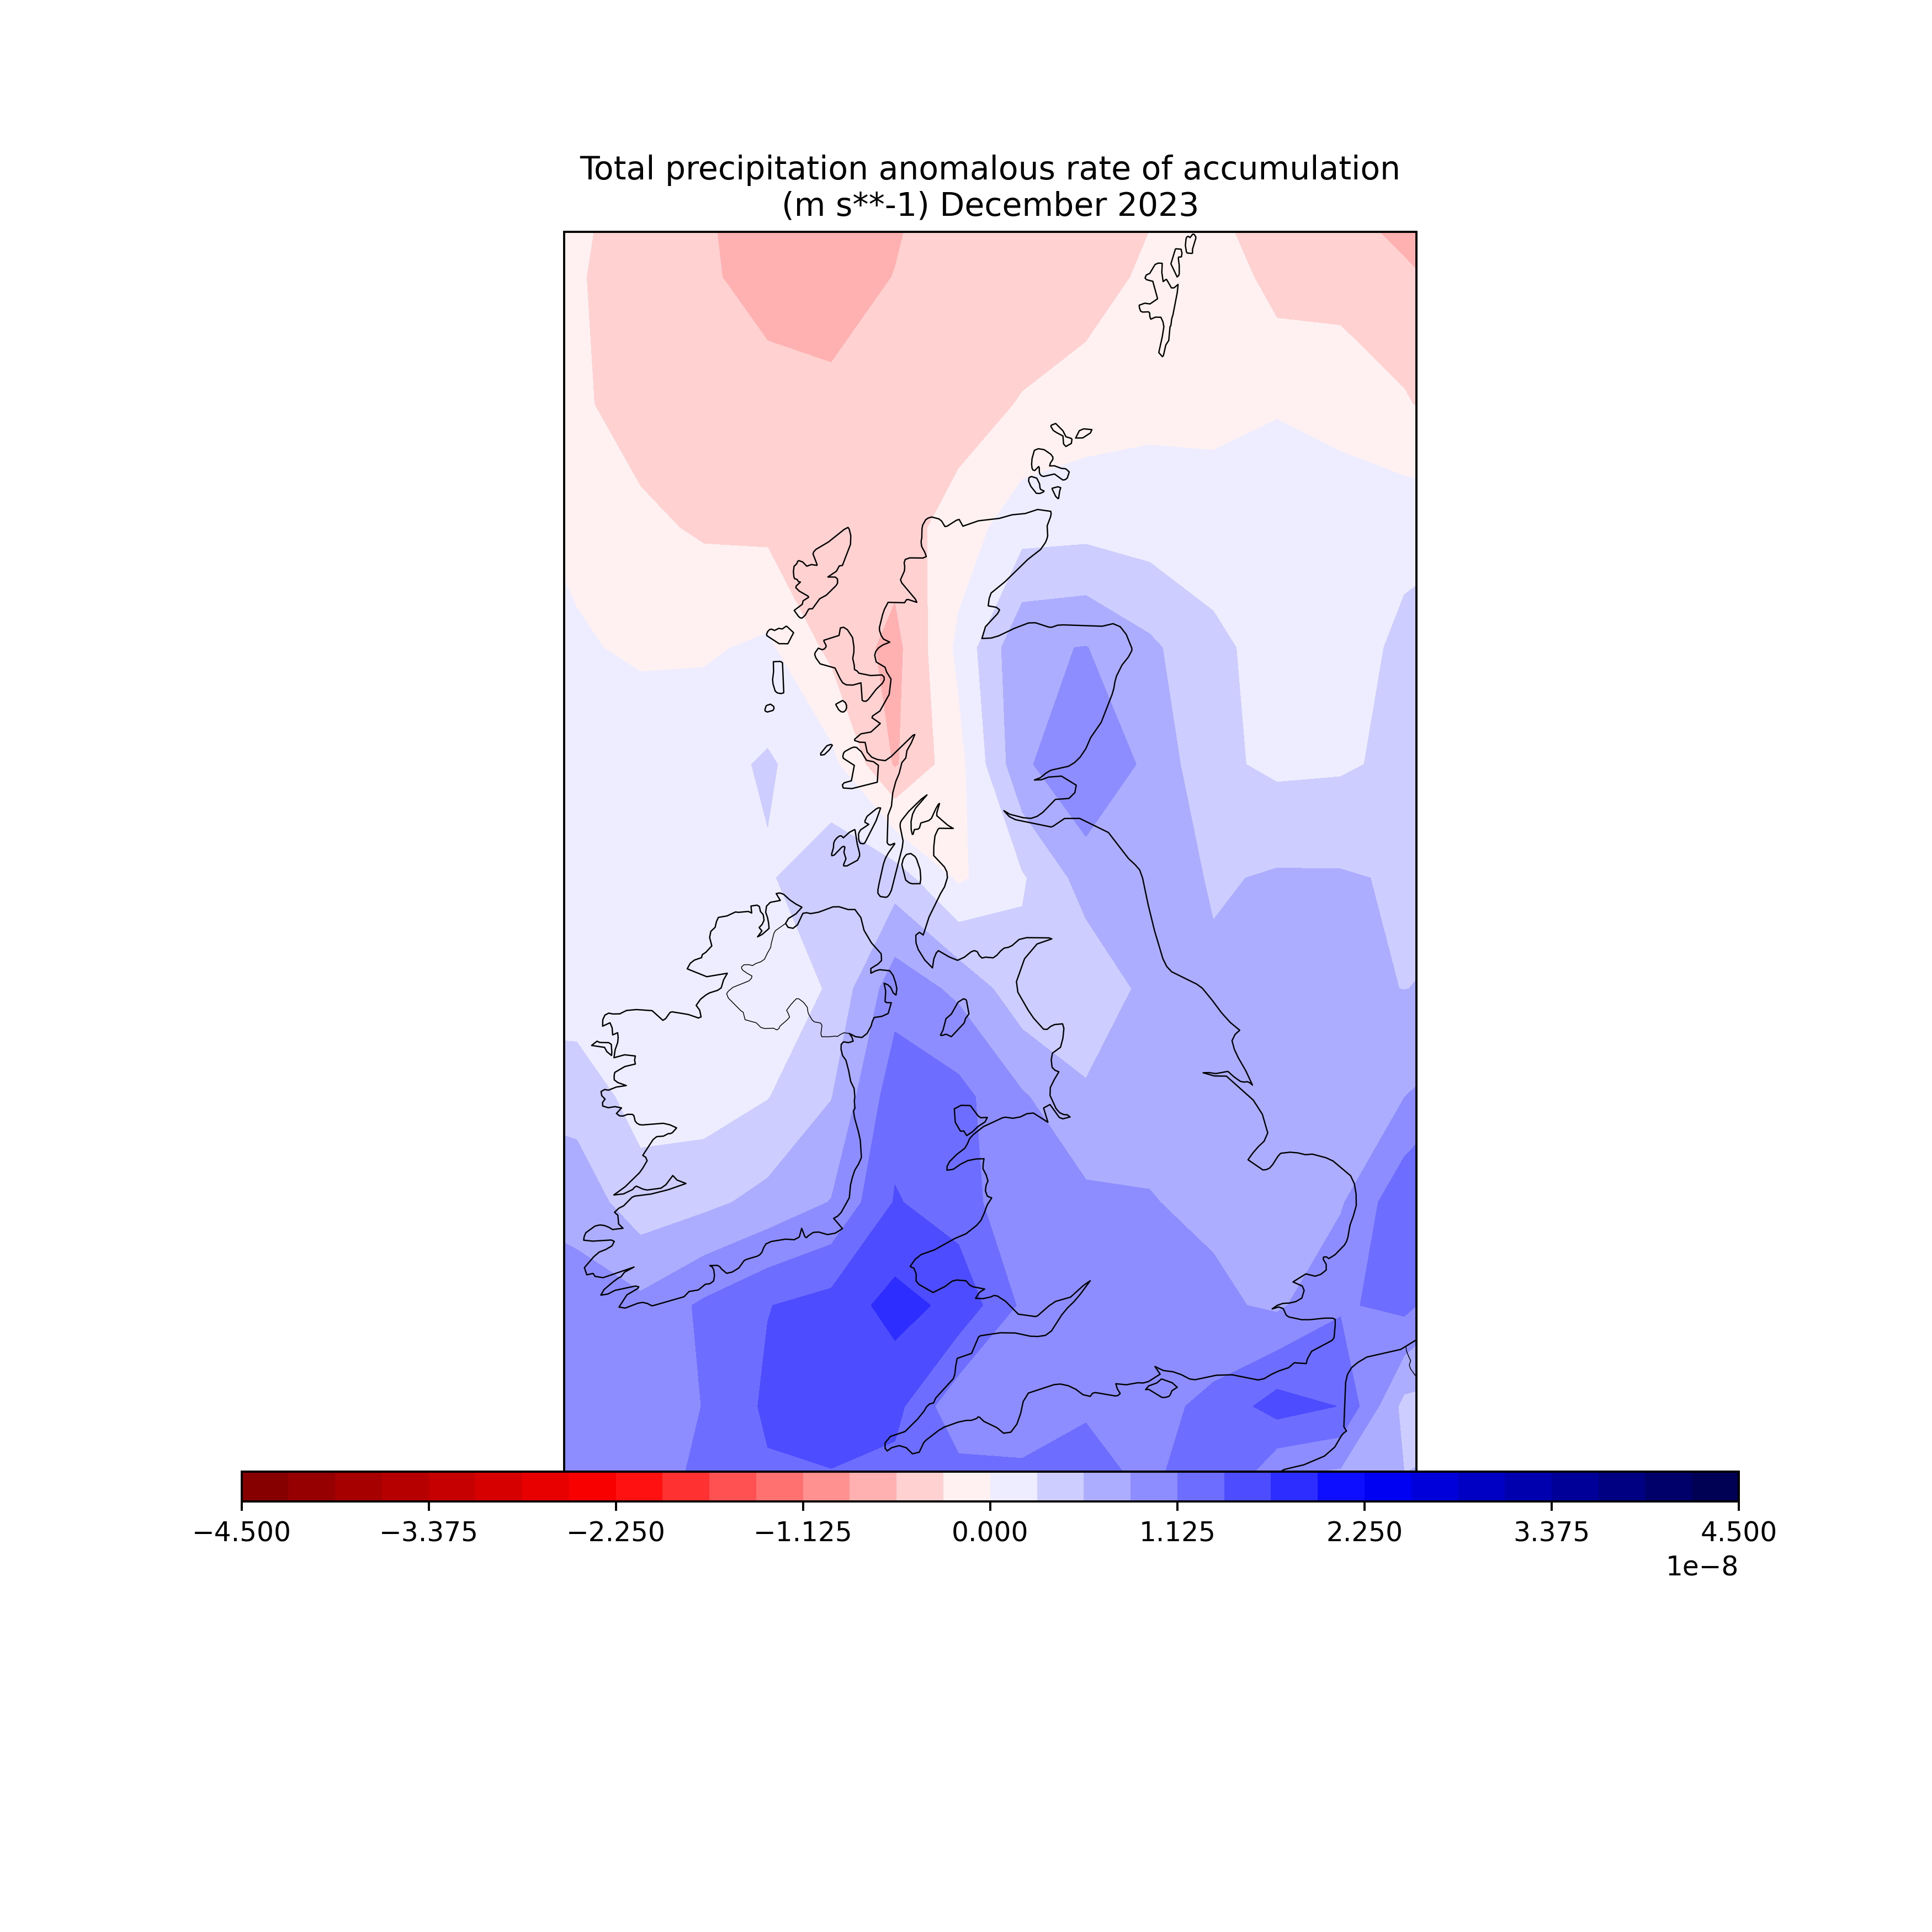 Total precipitation anomalous rate of accumulation
(m s**-1) December 2023
−4.500 −3.375 −2.250 −1.125 0.000 1.125 2.250 3.375 4.500
1e−8